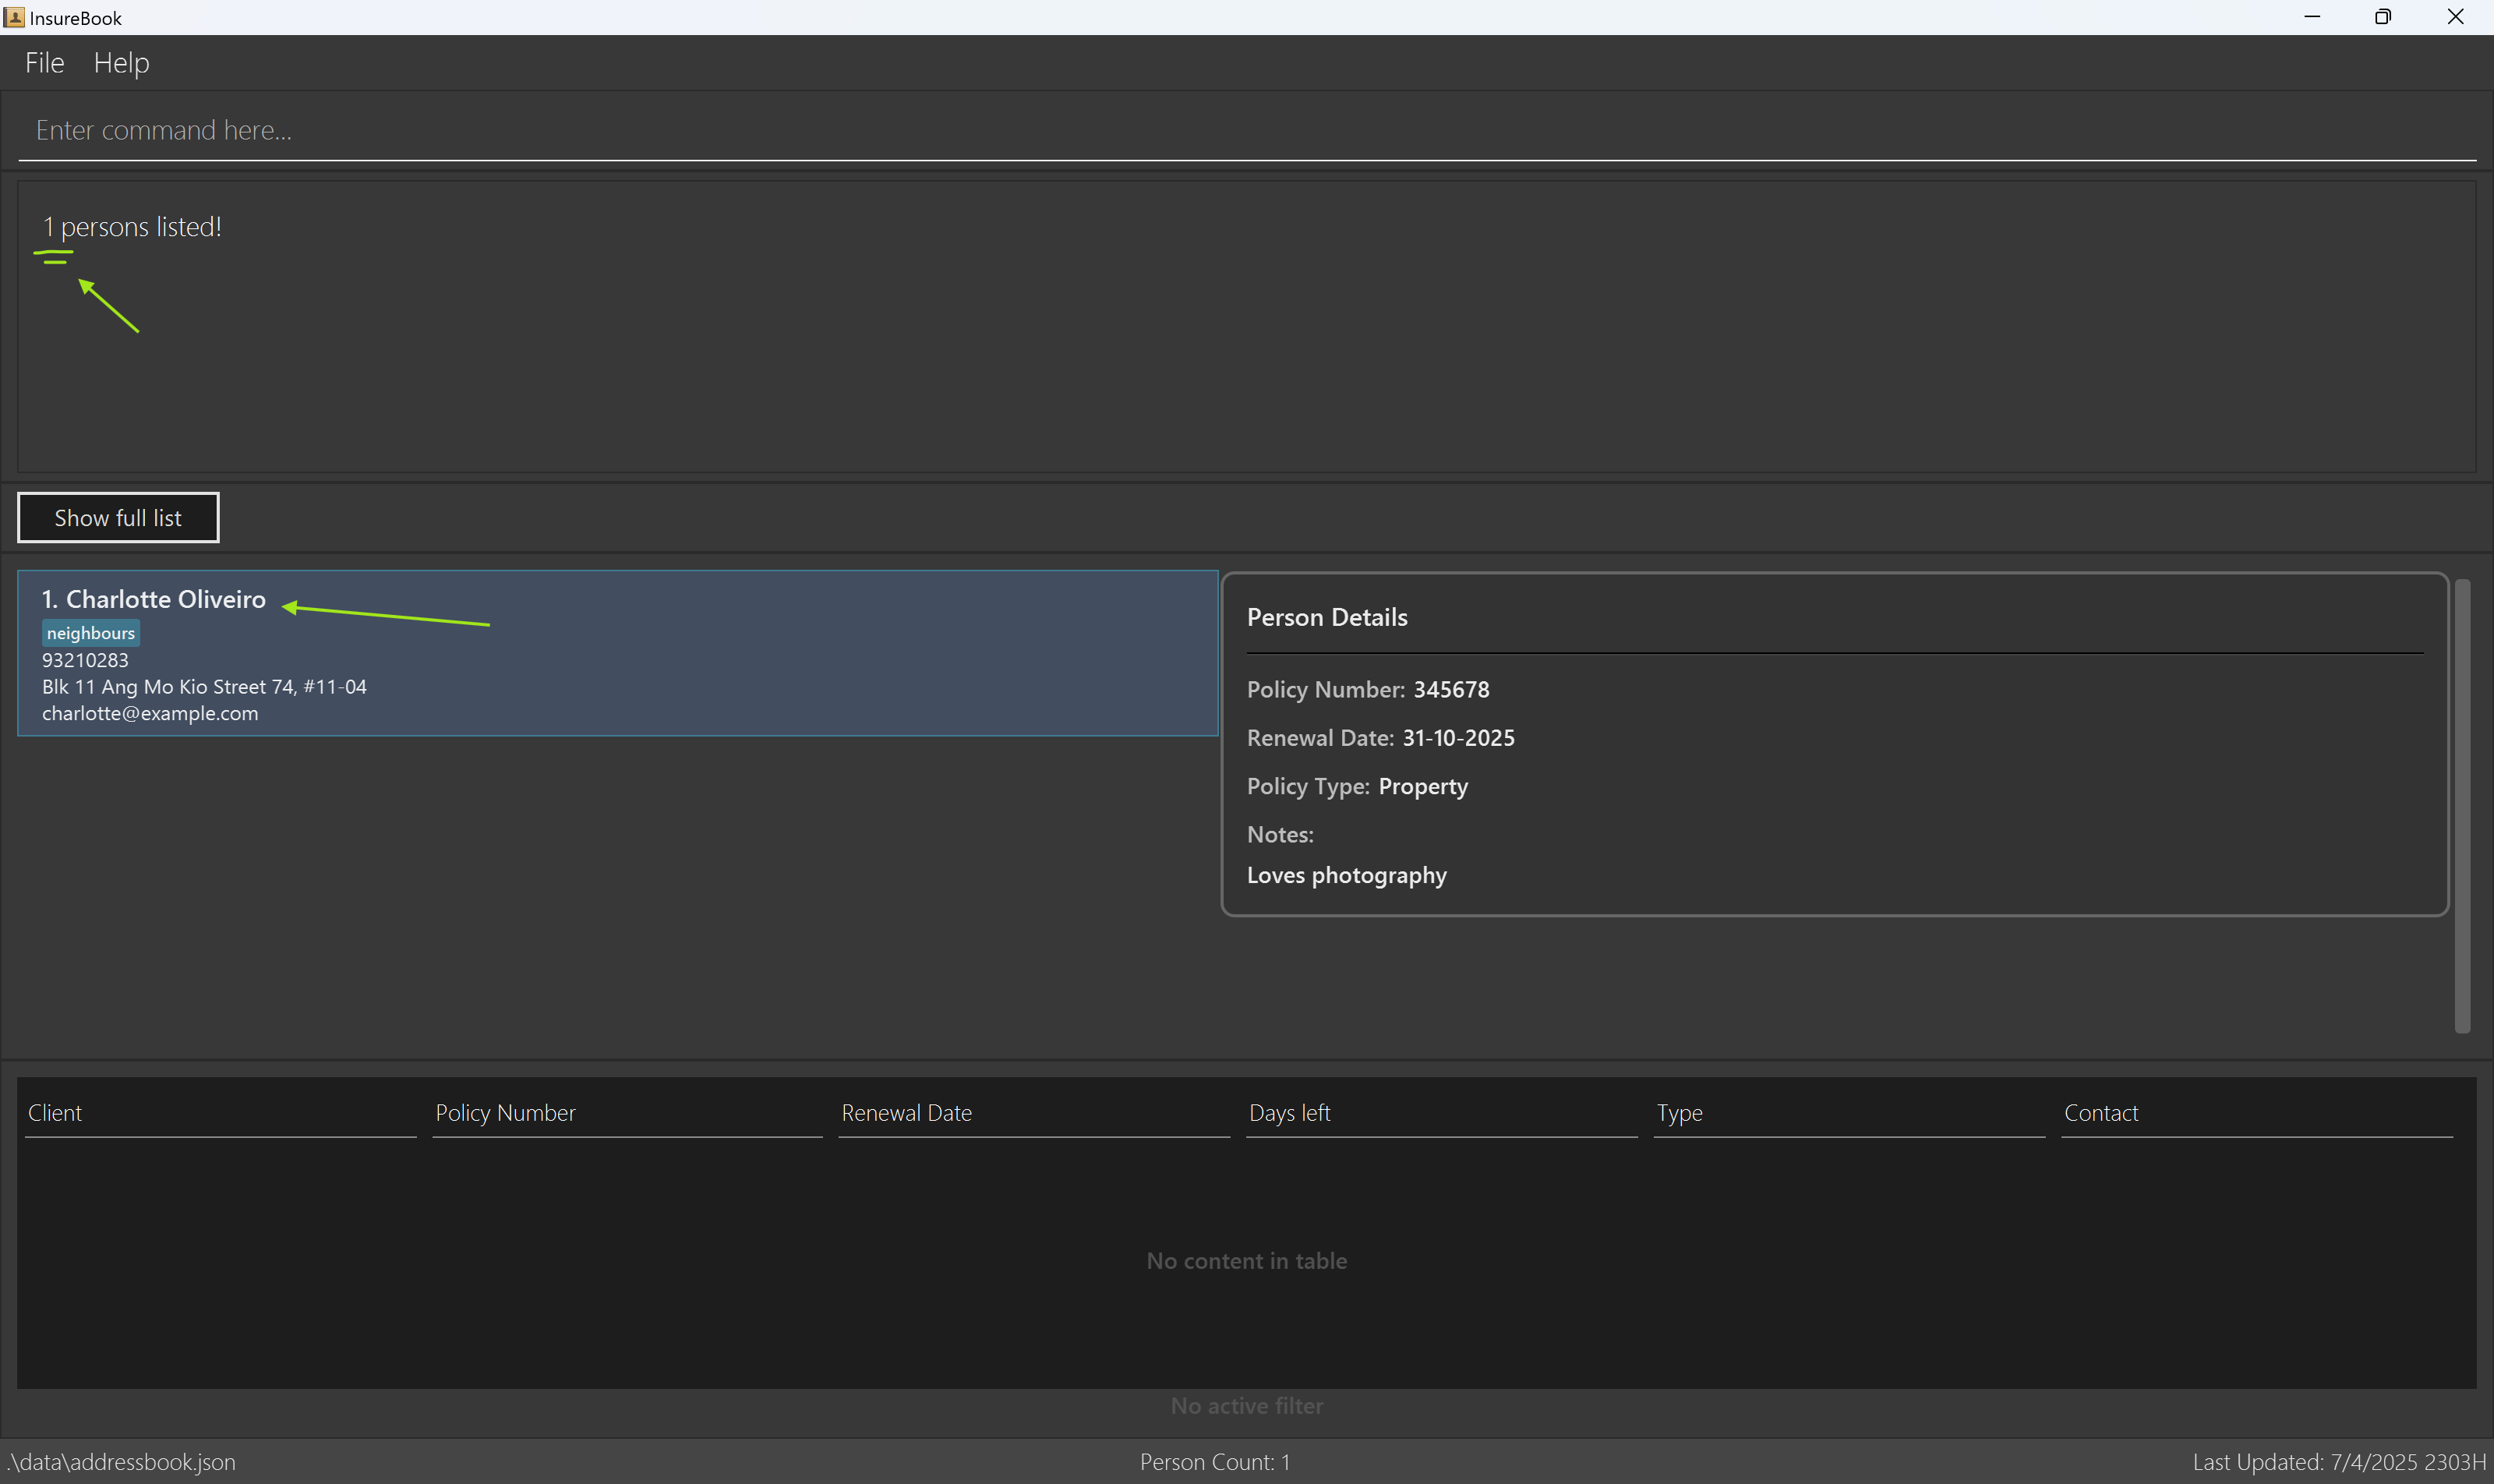 InsureBook
File Help
Enter command here...
1 persons listed!
Show full list
1. Charlotte Oliveiro
neighbours
93210283
Blk 11 Ang Mo Kio Street 74, #11-04
charlotte@example.com
Person Details
Policy Number: 345678
Renewal Date: 31-10-2025
Policy Type: Property
Notes:
Loves photography
Client Policy Number Renewal Date Days left Type Contact
No content in table
No active filter
.\data\addressbook.json Person Count: 1 Last Updated: 7/4/2025 2303H